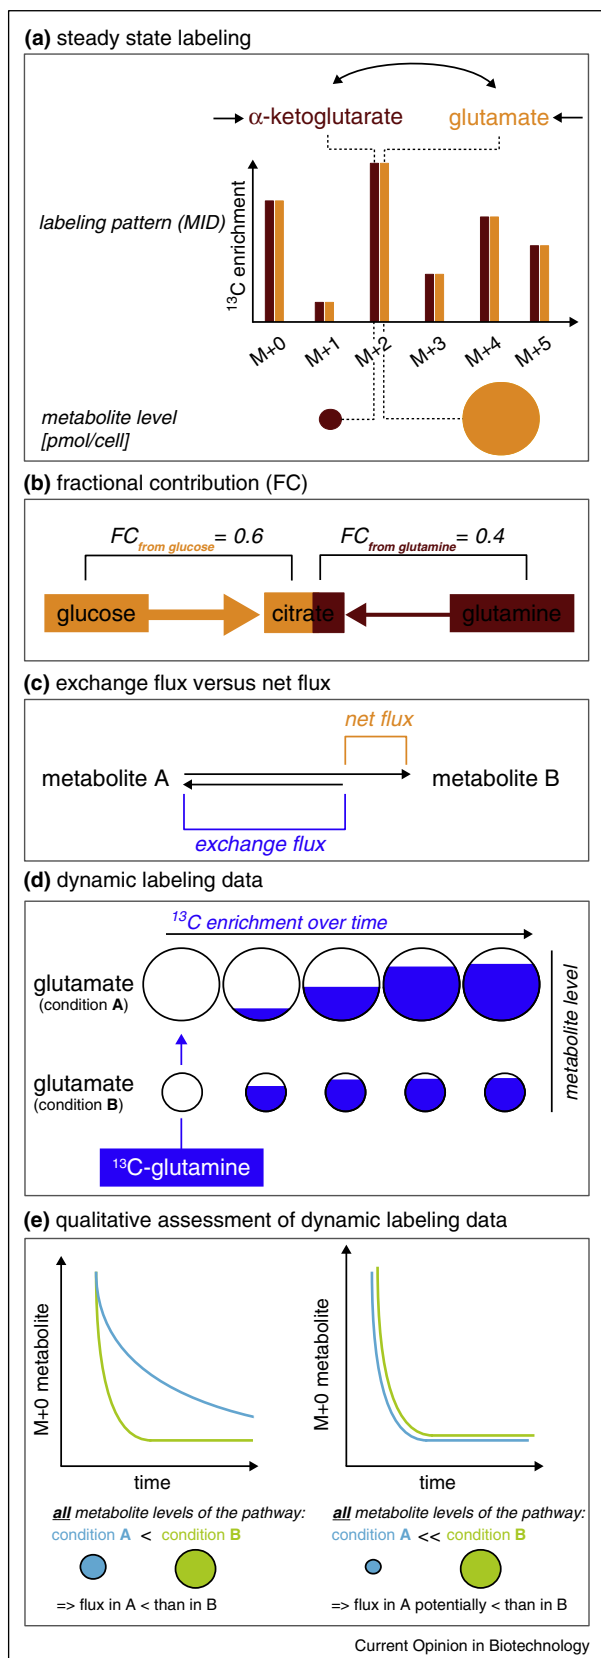 (a) steady state labeling
α-ketoglutarate glutamate
labeling pattern (MID)
13C enrichment
M+0 M+1 M+2 M+3 M+4 M+5
metabolite level
[pmol/cell]
(b) fractional contribution (FC)
FC from glucose = 0.6 FC from glutamine = 0.4
glucose citrate glutamine
(c) exchange flux versus net flux
net flux
metabolite A metabolite B
exchange flux
(d) dynamic labeling data
13C enrichment over time
glutamate
(condition A)
glutamate
(condition B)
metabolite level
13C-glutamine
(e) qualitative assessment of dynamic labeling data
M+0 metabolite
time
M+0 metabolite
time
all metabolite levels of the pathway:
condition A < condition B
=> flux in A < than in B
all metabolite levels of the pathway:
condition A << condition B
=> flux in A potentially < than in B
Current Opinion in Biotechnology